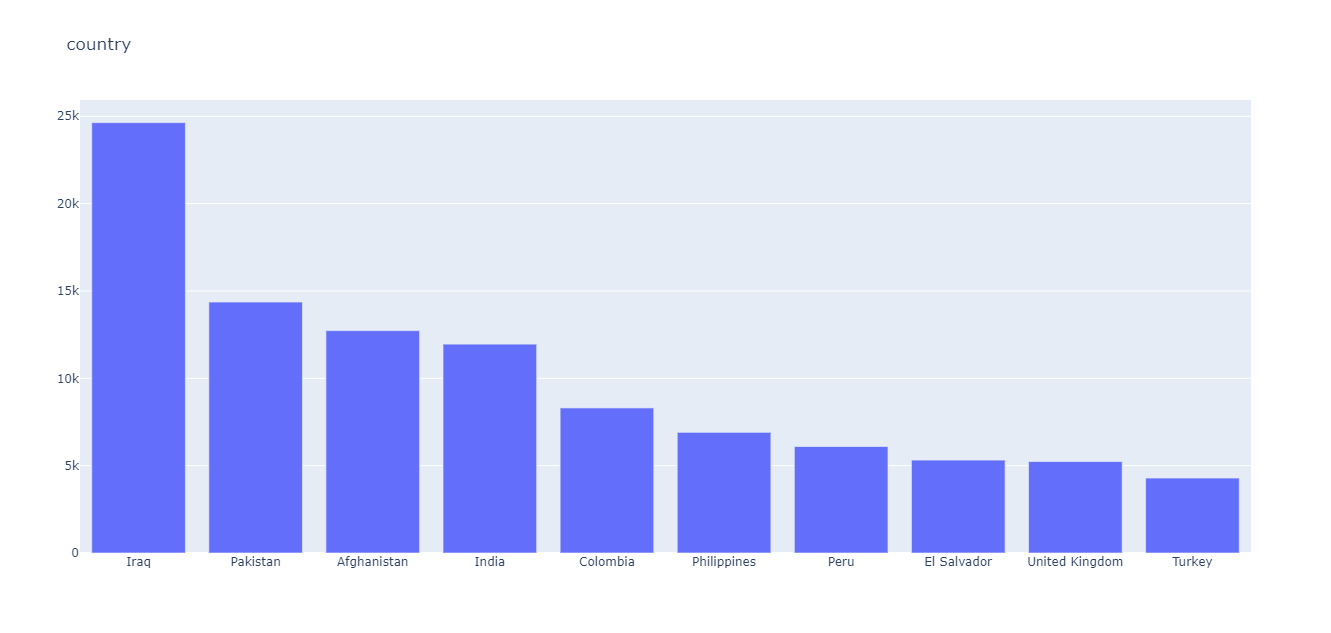 country
25k
20k
15k
10k
5k
0
Iraq Pakistan Afghanistan India Colombia Philippines Peru El Salvador United Kingdom Turkey